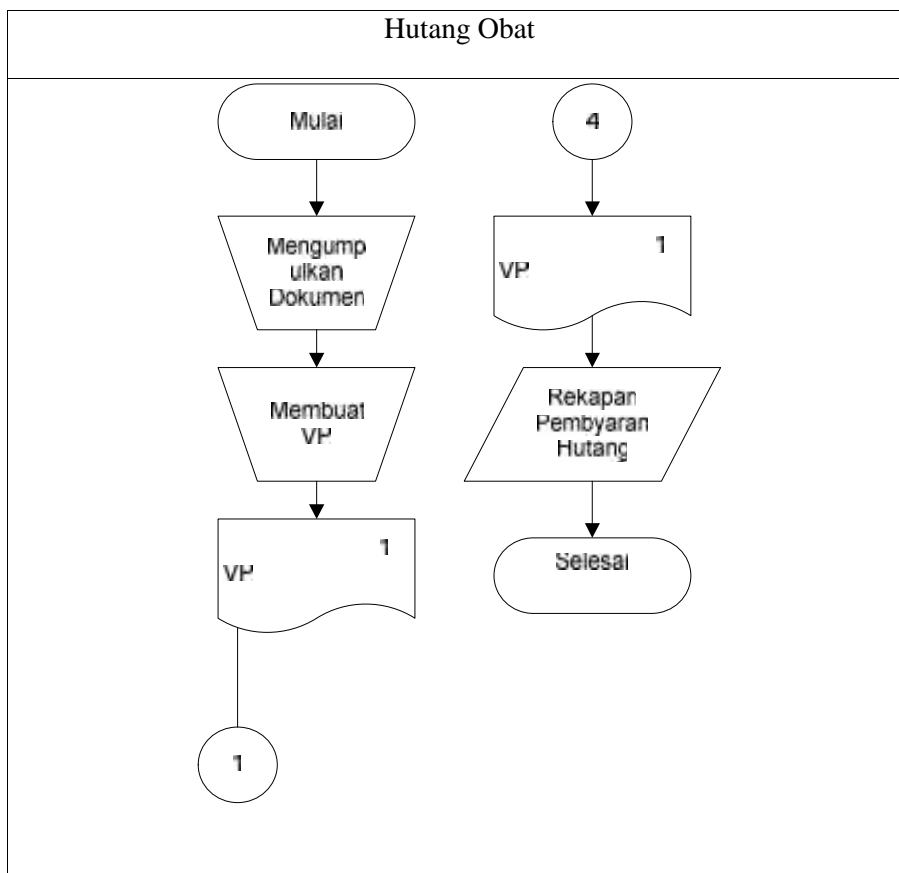 Hutang Obat
Mulai
Mengump
ulkan
Dokumen
Membuat
VP
1
VP
1
4
1
VP
Rekapan
Pembyaran
Hutang
Selesai